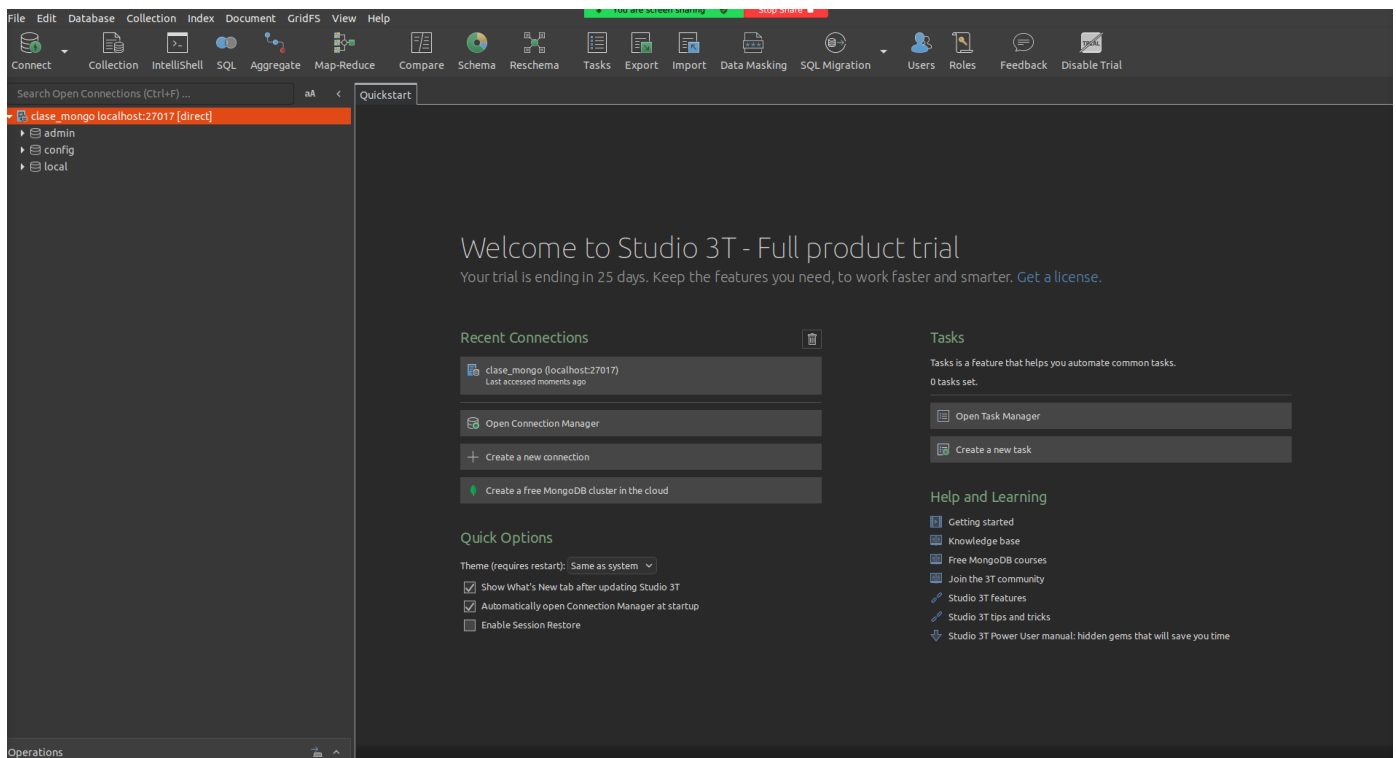 File Edit Database Collection Index Document GridFS View Help
You are screen sharing Stop Share
Connect Collection IntelliShell SQL Aggregate Map-Reduce Compare Schema Reschema Tasks Export Import Data Masking SQL Migration Users Roles Feedback Disable Trial
Search Open Connections (Ctrl+F) ... aA
Quickstart
clase_mongo localhost:27017 [direct]
admin
config
local
Welcome to Studio 3T - Full product trial
Your trial is ending in 25 days. Keep the features you need, to work faster and smarter. Get a license.
Recent Connections
clase_mongo (localhost:27017)
Last accessed moments ago
Open Connection Manager
Create a new connection
Create a free MongoDB cluster in the cloud
Quick Options
Theme (requires restart): Same as system
Show What's New tab after updating Studio 3T
Automatically open Connection Manager at startup
Enable Session Restore
Tasks
Tasks is a feature that helps you automate common tasks.
0 tasks set.
Open Task Manager
Create a new task
Help and Learning
Getting started
Knowledge base
Free MongoDB courses
Join the 3T community
Studio 3T features
Studio 3T tips and tricks
Studio 3T Power User manual: hidden gems that will save you time
Operations